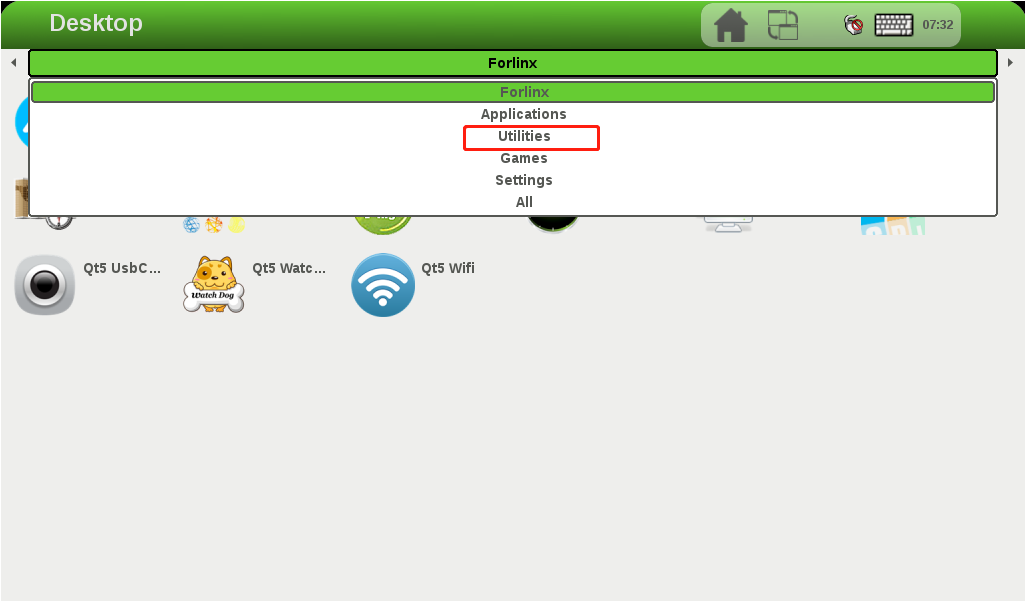 Desktop
07:32
Forlinx
Forlinx
Applications
Utilities
Games
Settings
All
Qt5 UsbC...
Watch Dog
Qt5 Watc...
Qt5 Wifi